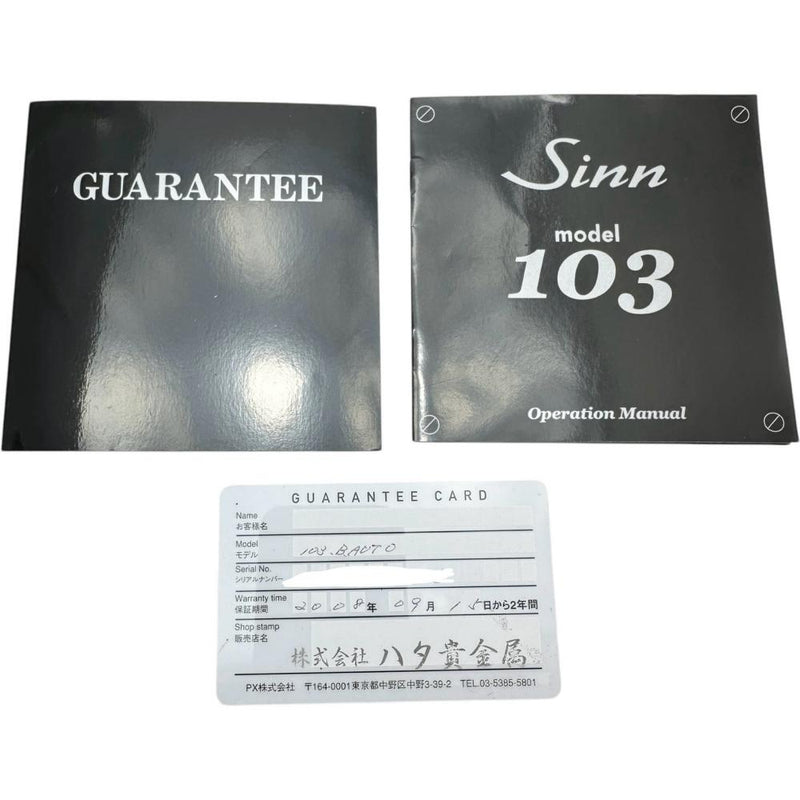 GUARANTEE
Sinn
model
103
Operation Manual
GUARANTEE CARD
Name
お客様名
Model
モデル
103.B.AUTO
Serial No.
シリアルナンバー
Warranty time
保証期間
2008年 09月 15日から2年間
Shop stamp
販売店名
株式会社 ハタ貴金属
PX株式会社 〒164-0001東京都中野区中野3-39-2 TEL.03-5385-5801